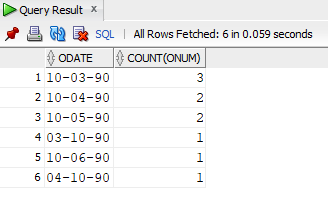 Query Result
SQL | All Rows Fetched: 6 in 0.059 seconds
ODATE COUNT(ONUM)
1 10-03-90 3
2 10-04-90 2
3 10-05-90 2
4 03-10-90 1
5 10-06-90 1
6 04-10-90 1